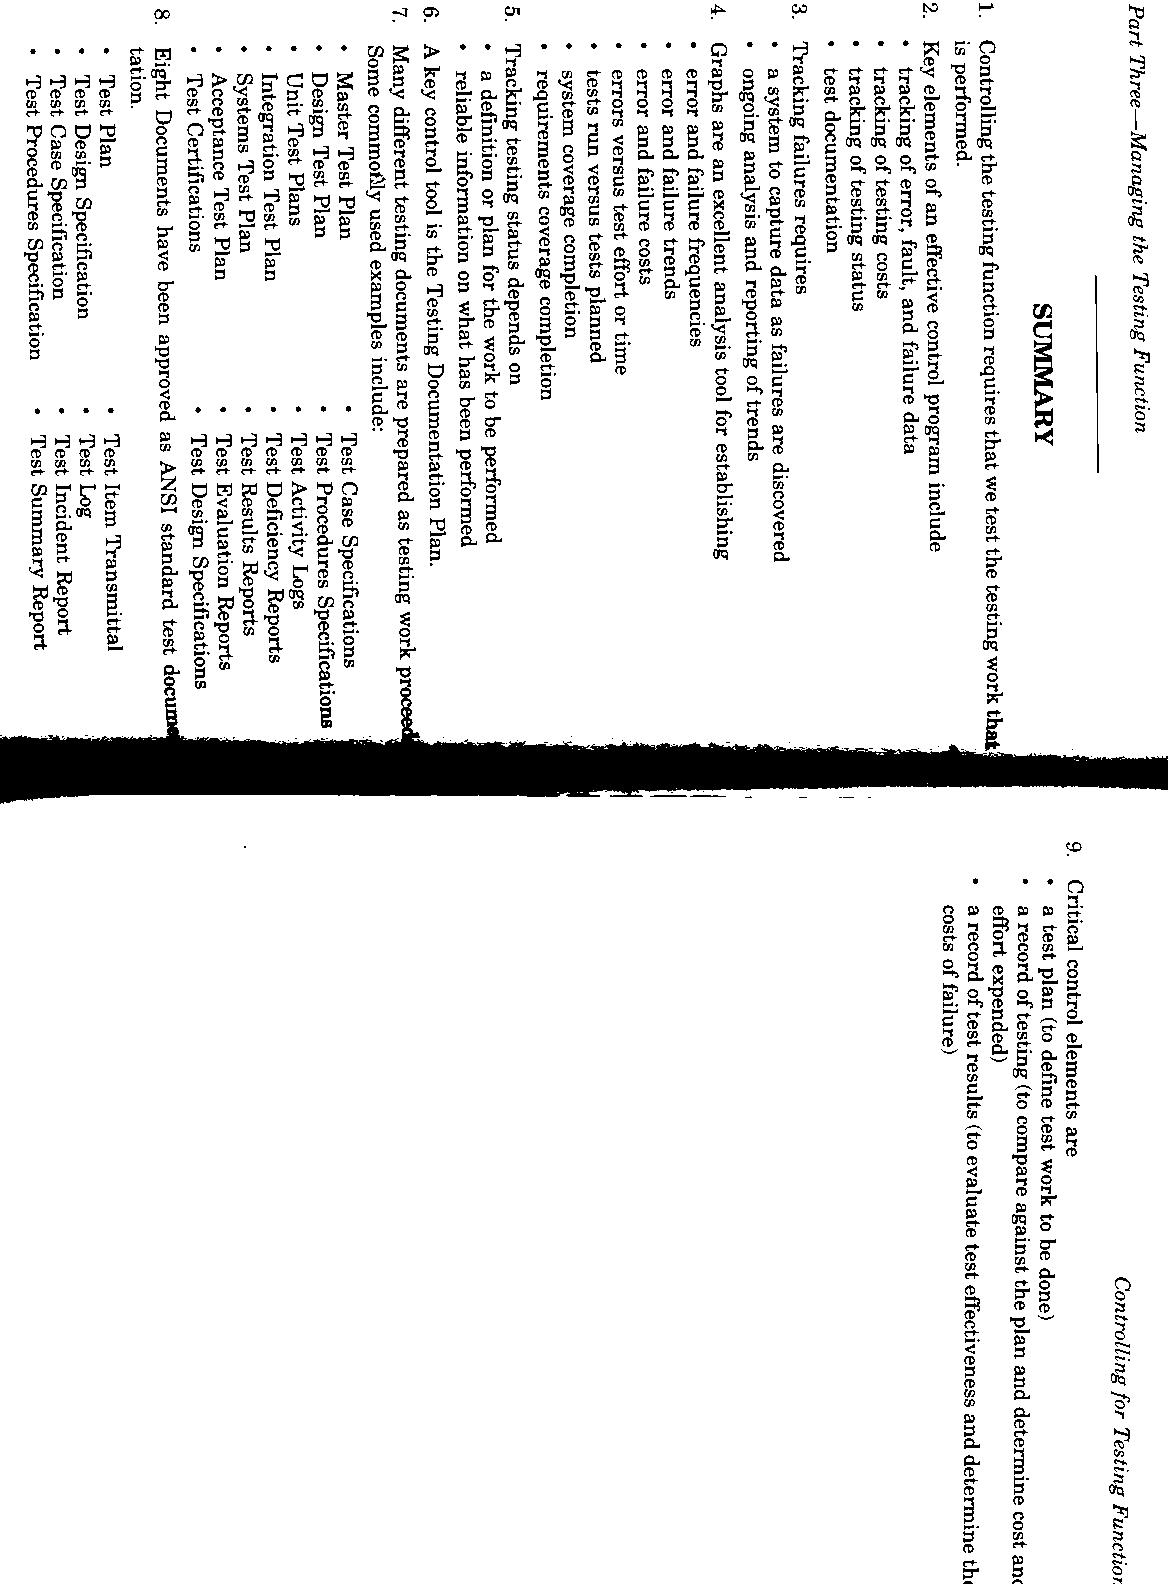 Part Three—Managing the Testing Function
SUMMARY
1. Controlling the testing function requires that we test the testing work that
is performed.
2. Key elements of an effective control program include
• tracking of error, fault, and failure data
• tracking of testing costs
• tracking of testing status
• test documentation
3. Tracking failures requires
• a system to capture data as failures are discovered
• ongoing analysis and reporting of trends
4. Graphs are an excellent analysis tool for establishing
• error and failure frequencies
• error and failure trends
• error and failure costs
• errors versus test effort or time
• tests run versus tests planned
• system coverage completion
• requirements coverage completion
5. Tracking testing status depends on
• a definition or plan for the work to be performed
• reliable information on what has been performed
6. A key control tool is the Testing Documentation Plan.
7. Many different testing documents are prepared as testing work proceed
Some commonly used examples include:
• Master Test Plan
• Design Test Plan
• Unit Test Plans
• Integration Test Plan
• Systems Test Plan
• Acceptance Test Plan
• Test Certifications
• Test Case Specifications
• Test Procedures Specifications
• Test Activity Logs
• Test Deficiency Reports
• Test Results Reports
• Test Evaluation Reports
• Test Design Specifications
8. Eight Documents have been approved as ANSI standard test docume
tation.
• Test Plan
• Test Design Specification
• Test Case Specification
• Test Procedures Specification
• Test Item Transmittal
• Test Log
• Test Incident Report
• Test Summary Report
Controlling for Testing Function
9. Critical control elements are
• a test plan (to define test work to be done)
• a record of testing (to compare against the plan and determine cost and
effort expended)
• a record of test results (to evaluate test effectiveness and determine the
costs of failure)